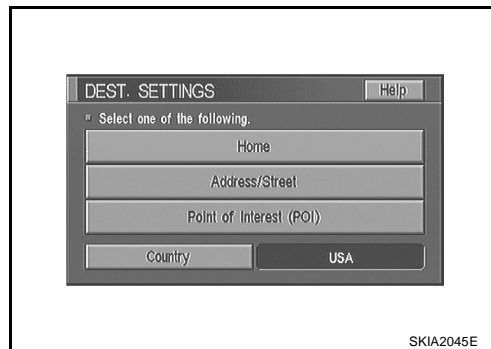 DEST. SETTINGS Help
Select one of the following.
Home
Address/Street
Point of Interest (POI)
Country USA
SKIA2045E